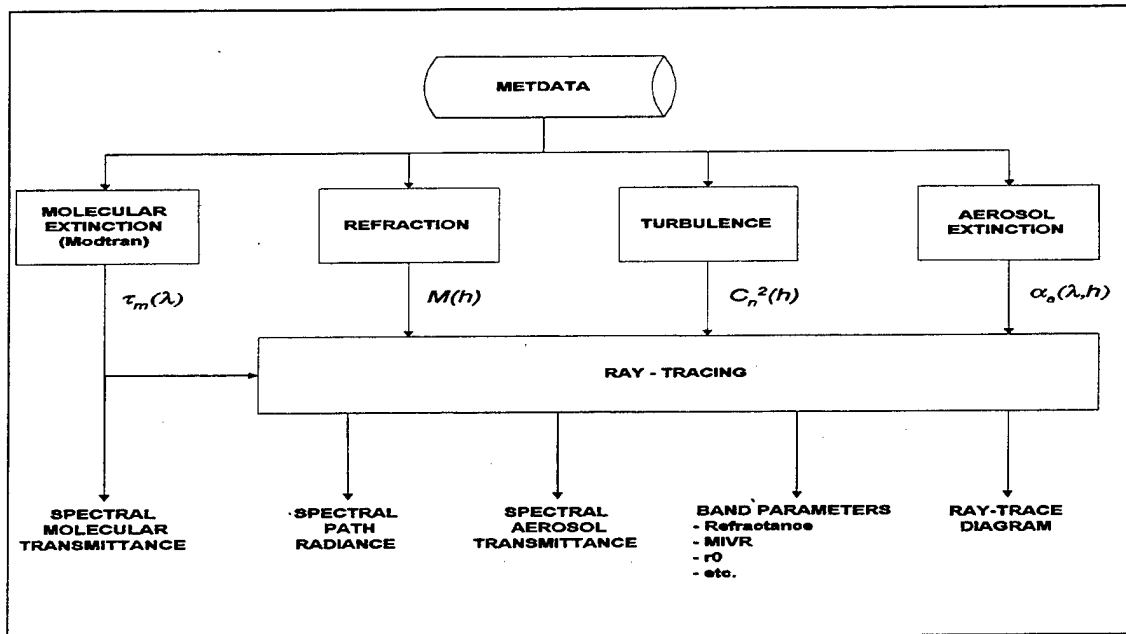 METDATA
MOLECULAR
EXTINCTION
(Modtran)
REFRACTION
TURBULENCE
AEROSOL
EXTINCTION
τm(λ)
M(h)
Cn²(h)
αa(λ,h)
RAY - TRACING
SPECTRAL
MOLECULAR
TRANSMITTANCE
SPECTRAL
PATH
RADIANCE
SPECTRAL
AEROSOL
TRANSMITTANCE
BAND PARAMETERS
- Refractance
- MIVR
- r0
- etc.
RAY-TRACE
DIAGRAM